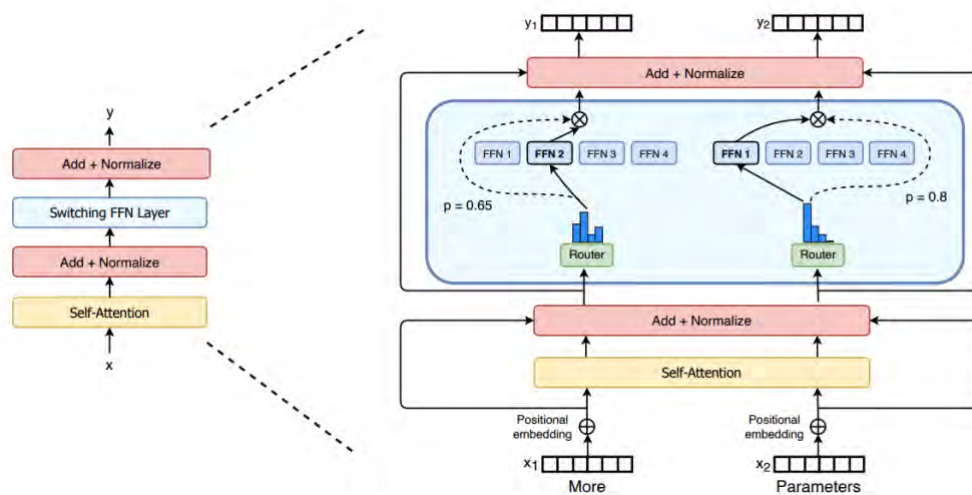 y
Add + Normalize
Switching FFN Layer
Add + Normalize
Self-Attention
x
y1 y2
Add + Normalize
FFN 1 FFN 2 FFN 3 FFN 4 FFN 1 FFN 2 FFN 3 FFN 4
p = 0.65 p = 0.8
Router Router
Add + Normalize
Self-Attention
Positional embedding Positional embedding
x1 x2
More Parameters